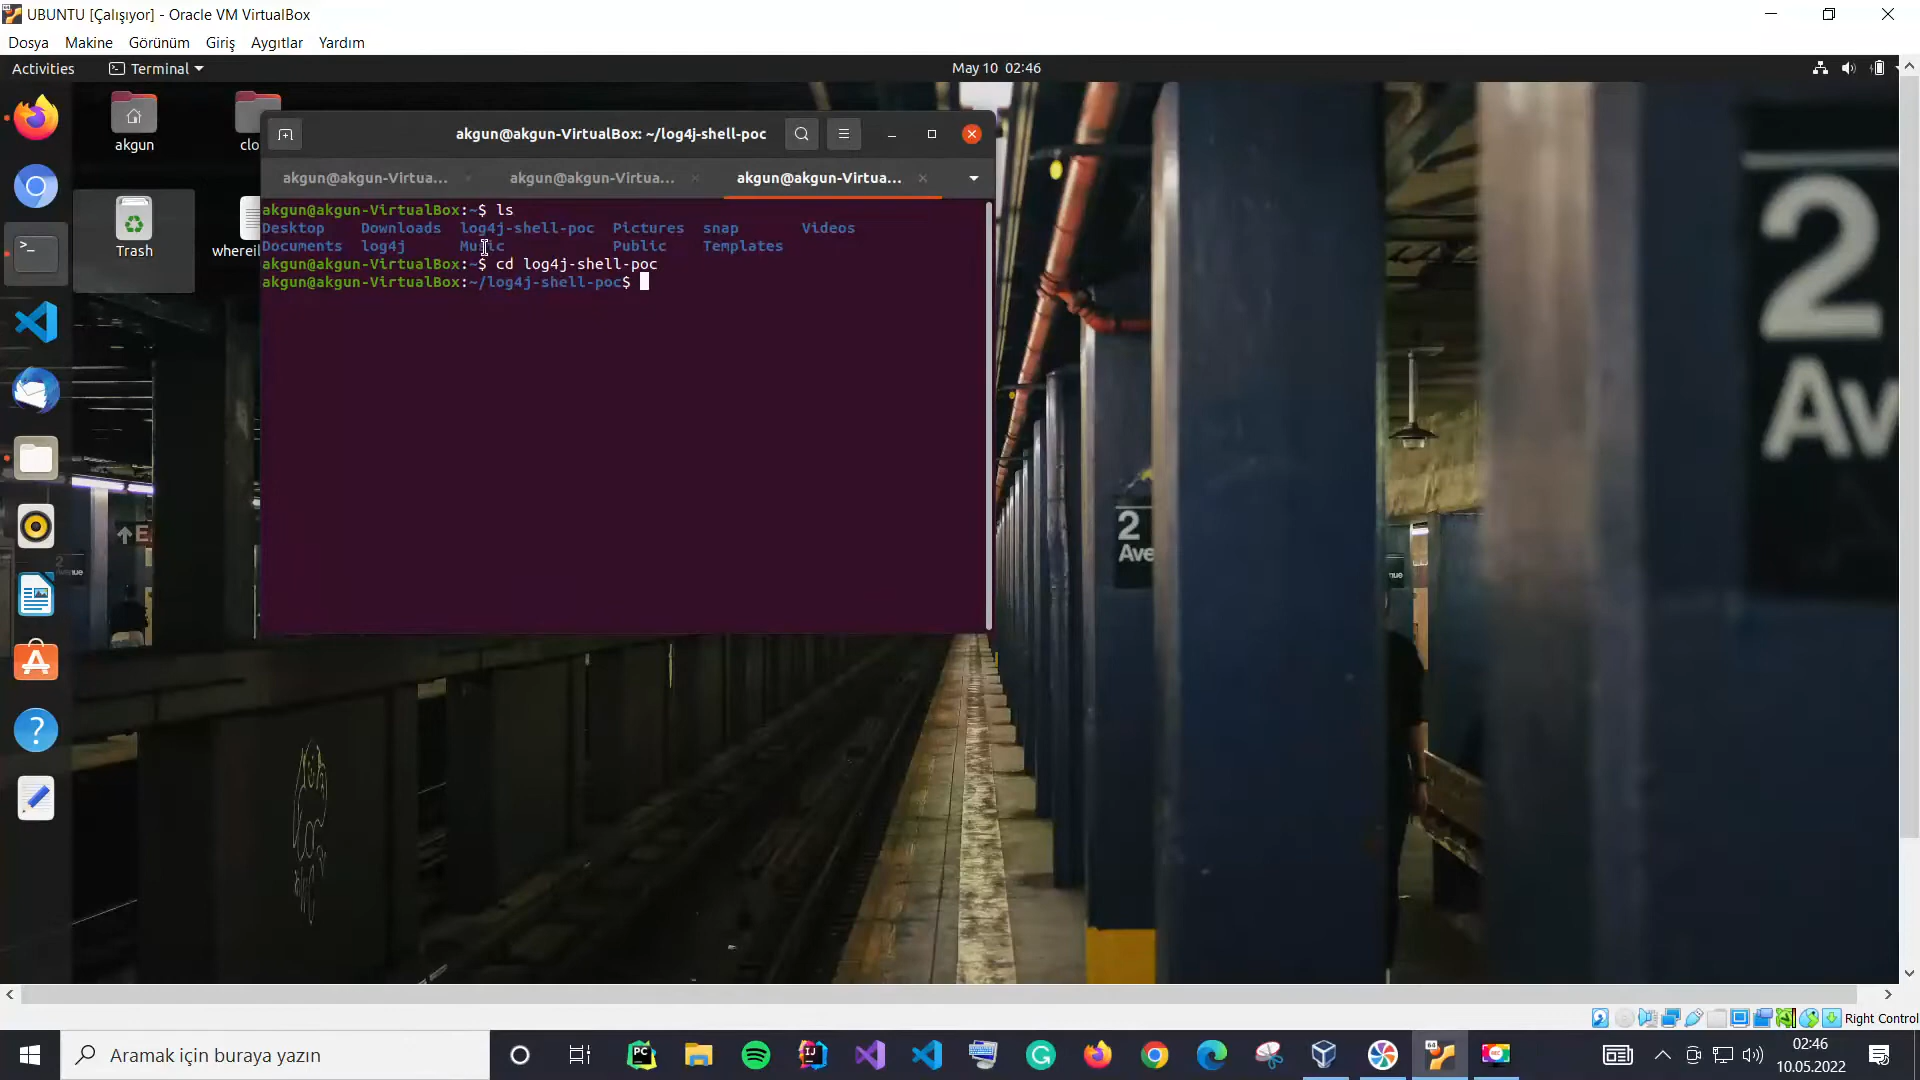 UBUNTU [Çalışıyor] - Oracle VM VirtualBox
Dosya Makine Görünüm Giriş Aygıtlar Yardım
Activities Terminal May 10 02:46
akgun
clo
Trash
wherei
akgun@akgun-VirtualBox: ~/log4j-shell-poc
akgun@akgun-Virtua... akgun@akgun-Virtua... akgun@akgun-Virtua...
akgun@akgun-VirtualBox:~$ ls
Desktop Downloads log4j-shell-poc Pictures snap Videos
Documents log4j Music Public Templates
akgun@akgun-VirtualBox:~$ cd log4j-shell-poc
akgun@akgun-VirtualBox:~/log4j-shell-poc$
2
Av
2
Ave
Right Control
Aramak için buraya yazın
02:46
10.05.2022